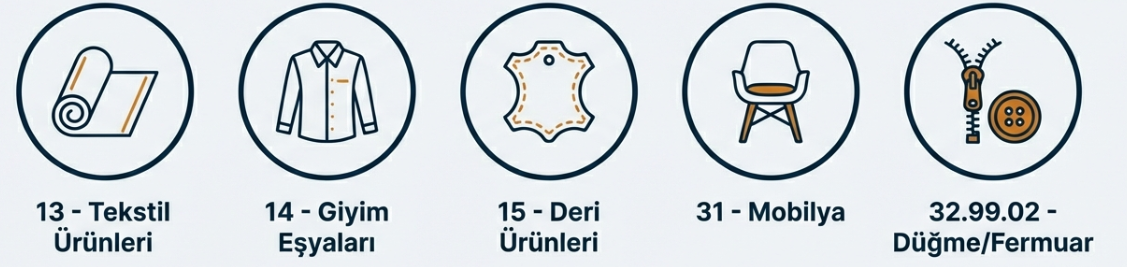 13 - Tekstil
Ürünleri
14 - Giyim
Eşyaları
15 - Deri
Ürünleri
31 - Mobilya
32.99.02 -
Düğme/Fermuar